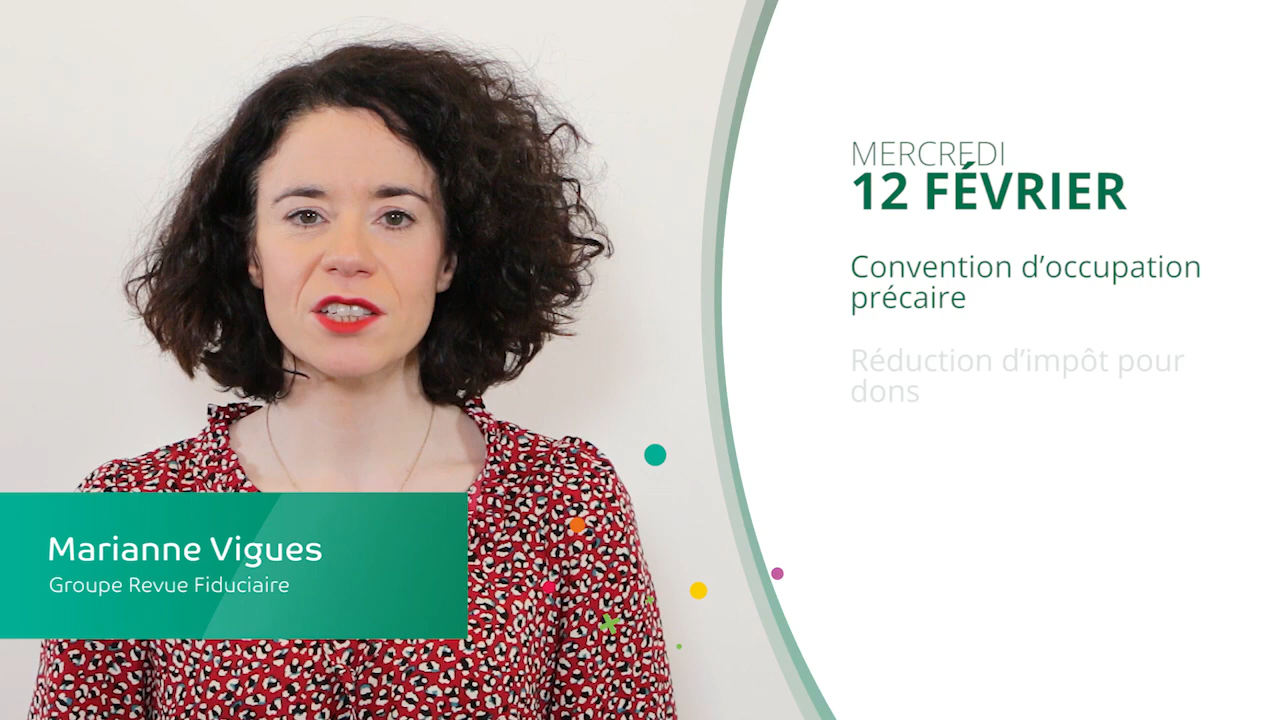 MERCREDI
12 FÉVRIER
Convention d’occupation
précaire
Réduction d’impôt pour
dons
Marianne Vigues
Groupe Revue Fiduciaire